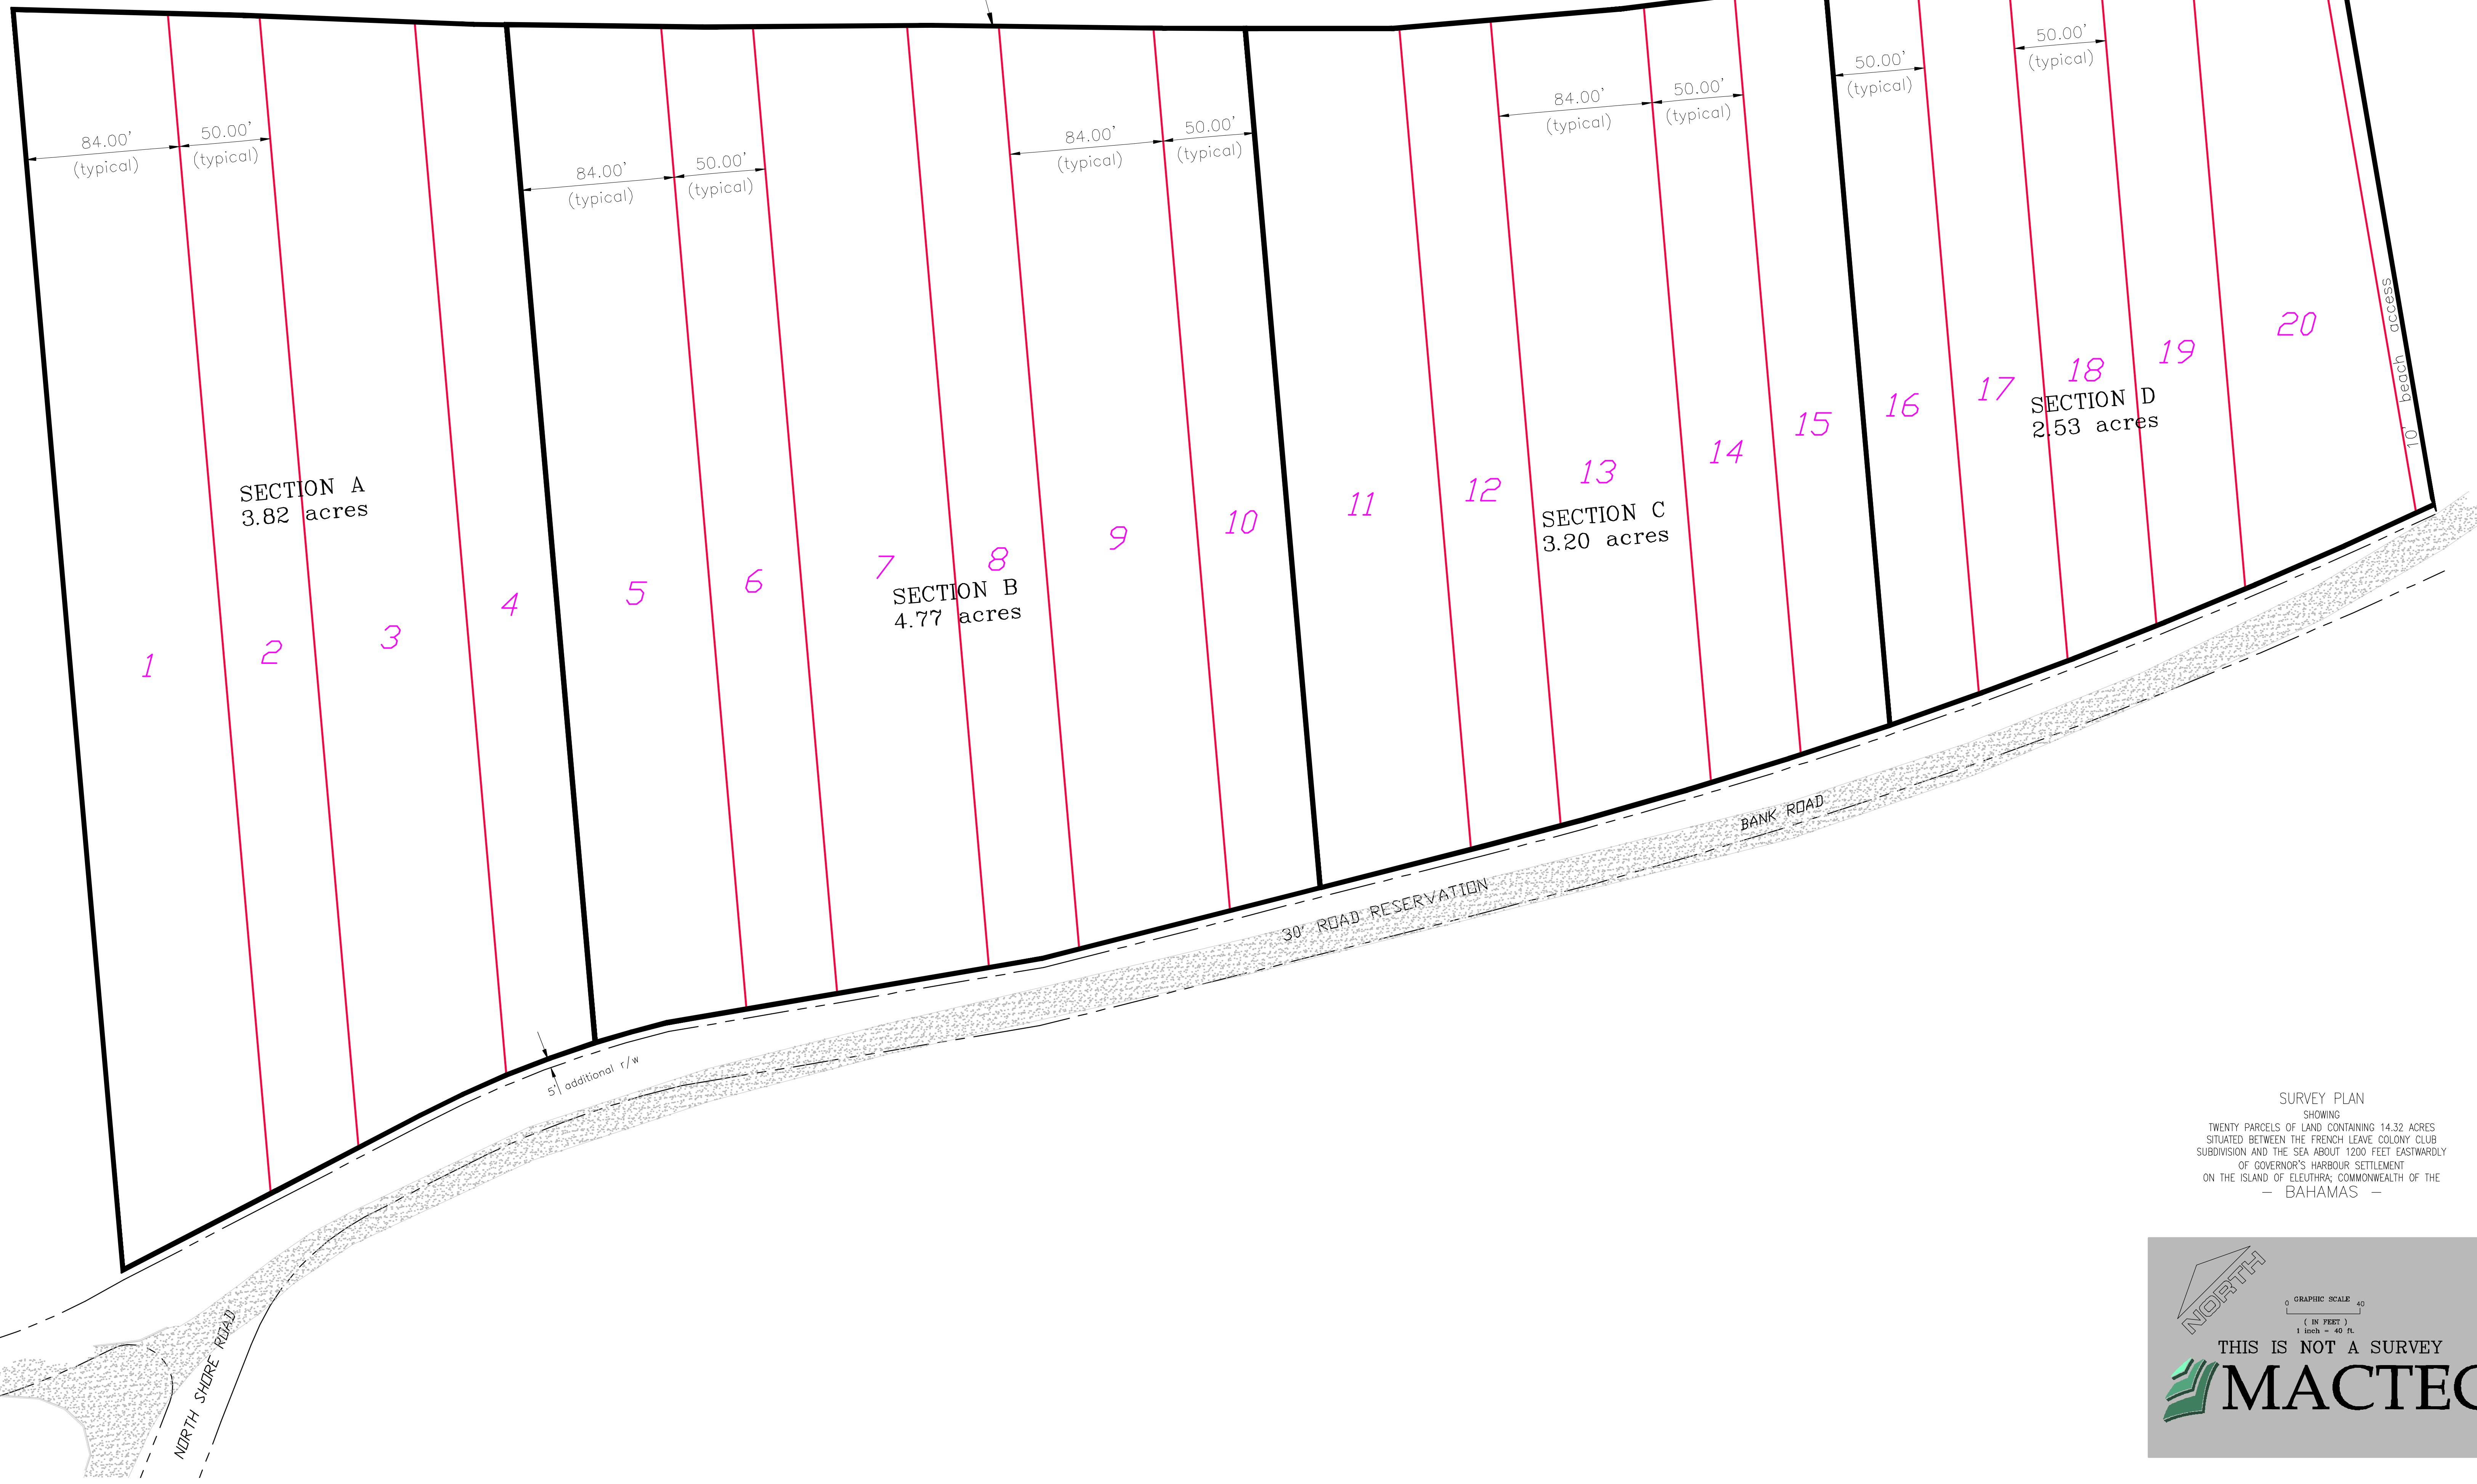 50.00'
(typical)
50.00'
(typical)
84.00'
(typical)
50.00'
(typical)
84.00'
(typical)
50.00'
(typical)
84.00'
(typical)
50.00'
(typical)
84.00'
(typical)
50.00'
(typical)
1
2
3
4
5
6
7
8
9
10
11
12
13
14
15
16
17
18
19
20
SECTION A
3.82 acres
SECTION B
4.77 acres
SECTION C
3.20 acres
SECTION D
2.53 acres
10' beach access
BANK ROAD
30' ROAD RESERVATION
5' additional r/w
NORTH SHORE ROAD
SURVEY PLAN
SHOWING
TWENTY PARCELS OF LAND CONTAINING 14.32 ACRES
SITUATED BETWEEN THE FRENCH LEAVE COLONY CLUB
SUBDIVISION AND THE SEA ABOUT 1200 FEET EASTWARDLY
OF GOVERNOR'S HARBOUR SETTLEMENT
ON THE ISLAND OF ELEUTHRA; COMMONWEALTH OF THE
— BAHAMAS —
NORTH
0 GRAPHIC SCALE 40
( IN FEET )
1 inch = 40 ft.
THIS IS NOT A SURVEY
MACTEC